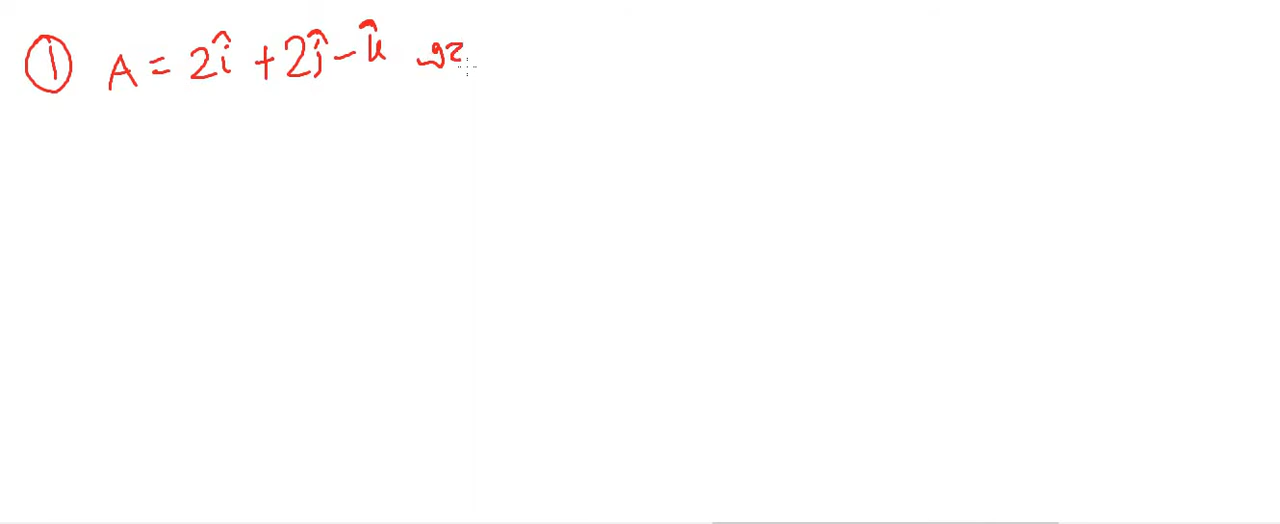 ① A = 2î + 2ĵ - k̂